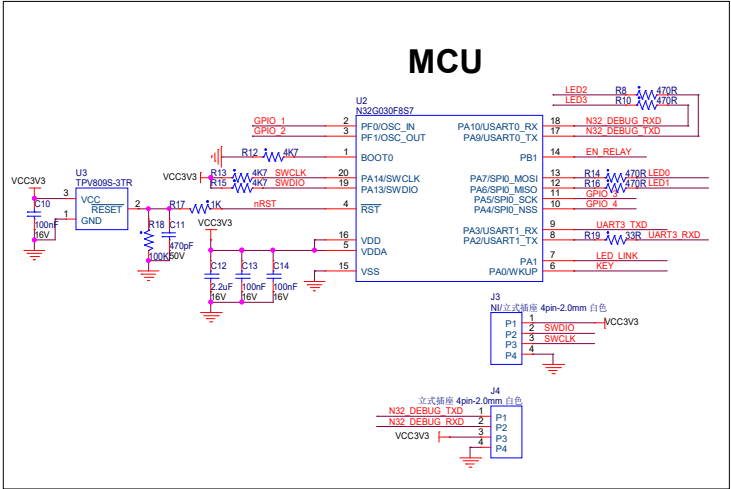 MCU
LED2 R8 470R
LED3 R10 470R
U2
N32G030F8S7
GPIO_1 2 PF0/OSC_IN PA10/USART0_RX 18 N32_DEBUG_RXD
GPIO_2 3 PF1/OSC_OUT PA9/USART0_TX 17 N32_DEBUG_TXD
R12 4K7 1 BOOT0 PB1 14 EN_RELAY
VCC3V3 R13 4K7 SWCLK 20 PA14/SWCLK PA7/SPI0_MOSI 13 R14 470R LED0
R15 4K7 SWDIO 19 PA13/SWDIO PA6/SPI0_MISO 12 R16 470R LED1
PA5/SPI0_SCK 11 GPIO_3
PA4/SPI0_NSS 10 GPIO_4
VCC3V3
U3
TPV809S-3TR
3 VCC
RESET 2
1 GND
R17 1K nRST 4 RST
C10
100nF
16V
R18
100K
C11
470pF
50V
VCC3V3
PA3/USART1_RX 9 UART3_TXD
PA2/USART1_TX 8 R19 33R UART3_RXD
16 VDD
5 VDDA
PA1 7 LED_LINK
15 VSS PA0/WKUP 6 KEY
C12 C13 C14
2.2uF 100nF 100nF
16V 16V 16V
J3
NI/立式插座 4pin-2.0mm 白色
P1 1 VCC3V3
P2 2 SWDIO
P3 3 SWCLK
P4 4
J4
立式插座 4pin-2.0mm 白色
N32_DEBUG_TXD 1 P1
N32_DEBUG_RXD 2 P2
VCC3V3 3 P3
4 P4